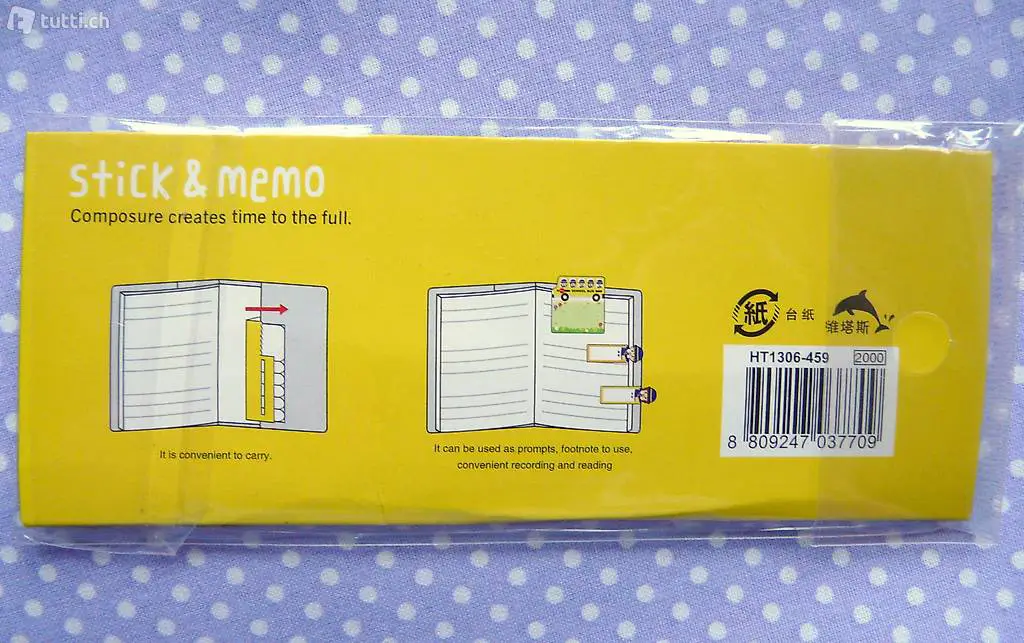 tutti.ch
stick & memo
Composure creates time to the full.
It is convenient to carry.
It can be used as prompts, footnote to use,
convenient recording and reading
紙
台纸
维塔斯
HT1306-459 2000
8 809247 037709